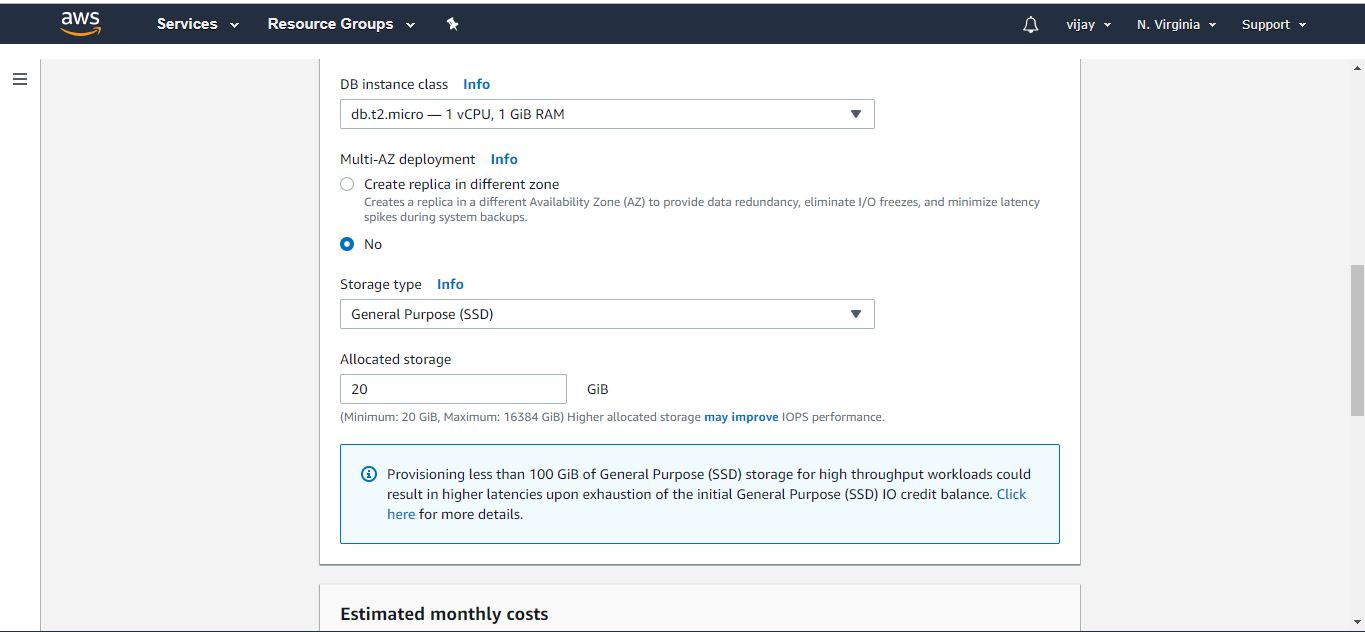 aws Services Resource Groups vijay N. Virginia Support
DB instance class Info
db.t2.micro — 1 vCPU, 1 GiB RAM
Multi-AZ deployment Info
Create replica in different zone
Creates a replica in a different Availability Zone (AZ) to provide data redundancy, eliminate I/O freezes, and minimize latency
spikes during system backups.
No
Storage type Info
General Purpose (SSD)
Allocated storage
20 GiB
(Minimum: 20 GiB, Maximum: 16384 GiB) Higher allocated storage may improve IOPS performance.
Provisioning less than 100 GiB of General Purpose (SSD) storage for high throughput workloads could
result in higher latencies upon exhaustion of the initial General Purpose (SSD) IO credit balance. Click
here for more details.
Estimated monthly costs